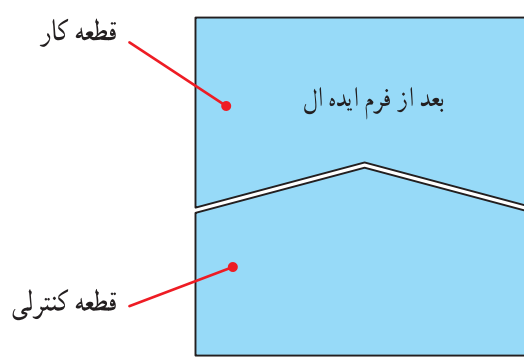 قطعه کار
بعد از فرم ایده ال
قطعه کنترلی